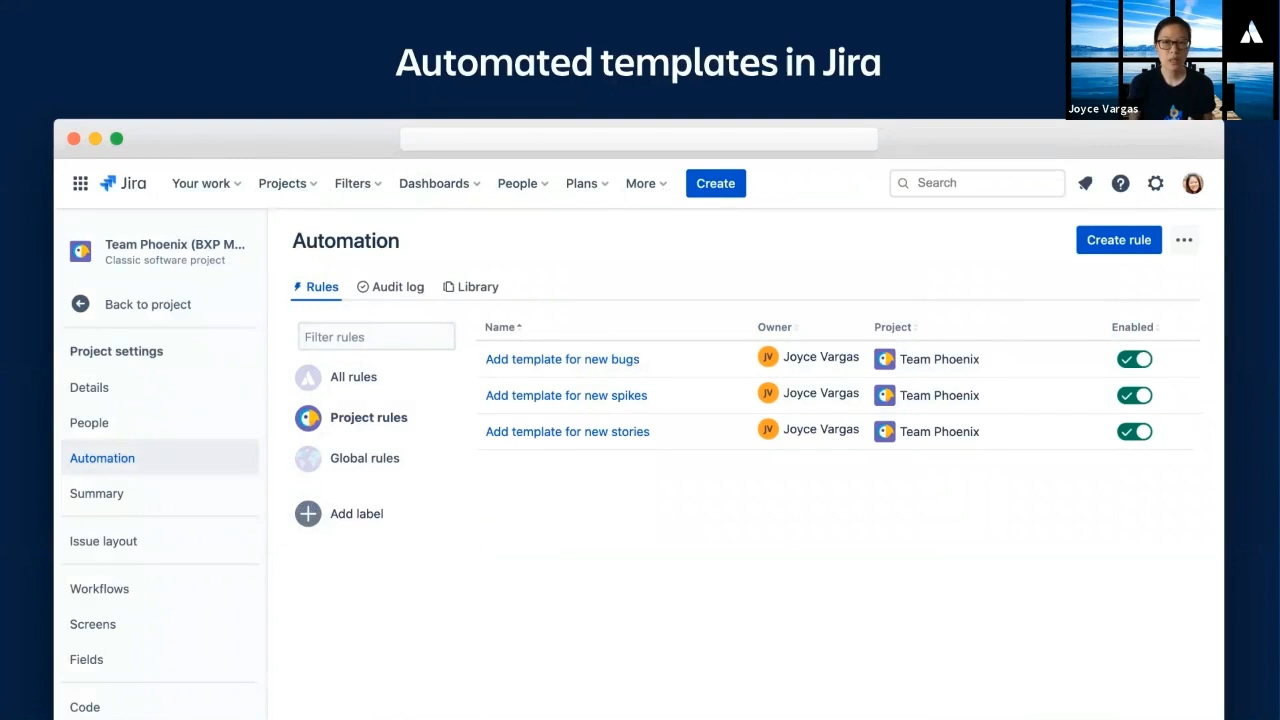 Automated templates in Jira
Joyce Vargas
Jira Your work Projects Filters Dashboards People Plans More Create Search
Team Phoenix (BXP M...
Classic software project
Back to project
Project settings
Details
People
Automation
Summary
Issue layout
Workflows
Screens
Fields
Code
Automation
Create rule
Rules Audit log Library
Filter rules
All rules
Project rules
Global rules
Add label
Name Owner Project Enabled
Add template for new bugs JV Joyce Vargas Team Phoenix
Add template for new spikes JV Joyce Vargas Team Phoenix
Add template for new stories JV Joyce Vargas Team Phoenix